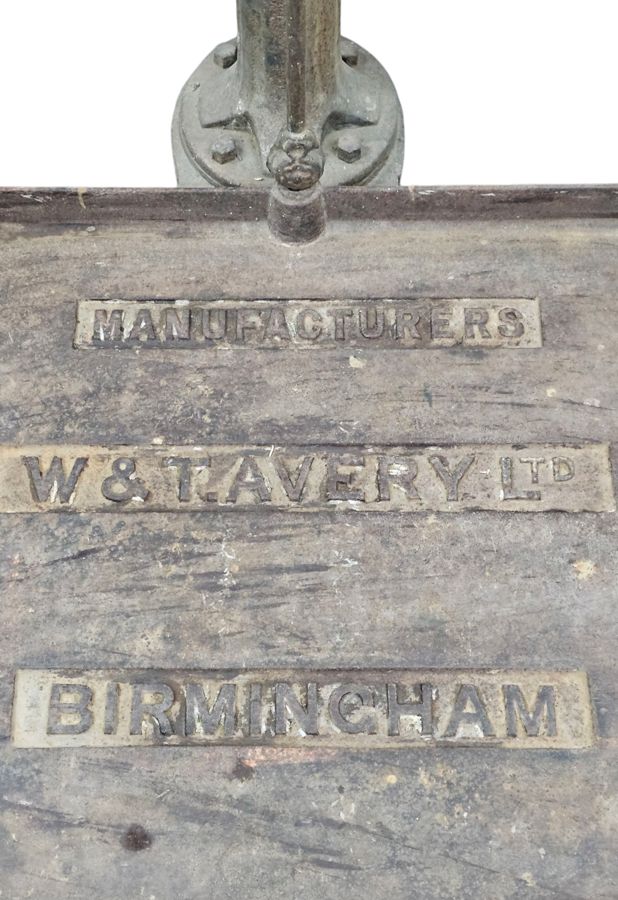 MANUFACTURERS
W & T. AVERY LTD
BIRMINGHAM